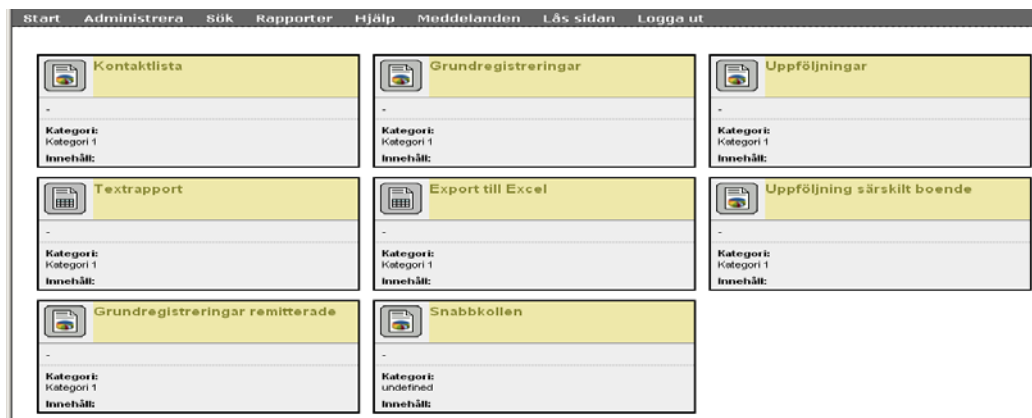 Start Administrera Sök Rapporter Hjälp Meddelanden Lås sidan Logga ut
Kontaktlista
-
Kategori:
Kategori 1
Innehåll:
Grundregistreringar
-
Kategori:
Kategori 1
Innehåll:
Uppföljningar
-
Kategori:
Kategori 1
Innehåll:
Textrapport
-
Kategori:
Kategori 1
Innehåll:
Export till Excel
-
Kategori:
Kategori 1
Innehåll:
Uppföljning särskilt boende
-
Kategori:
Kategori 1
Innehåll:
Grundregistreringar remitterade
-
Kategori:
Kategori 1
Innehåll:
Snabbkollen
-
Kategori:
undefined
Innehåll: